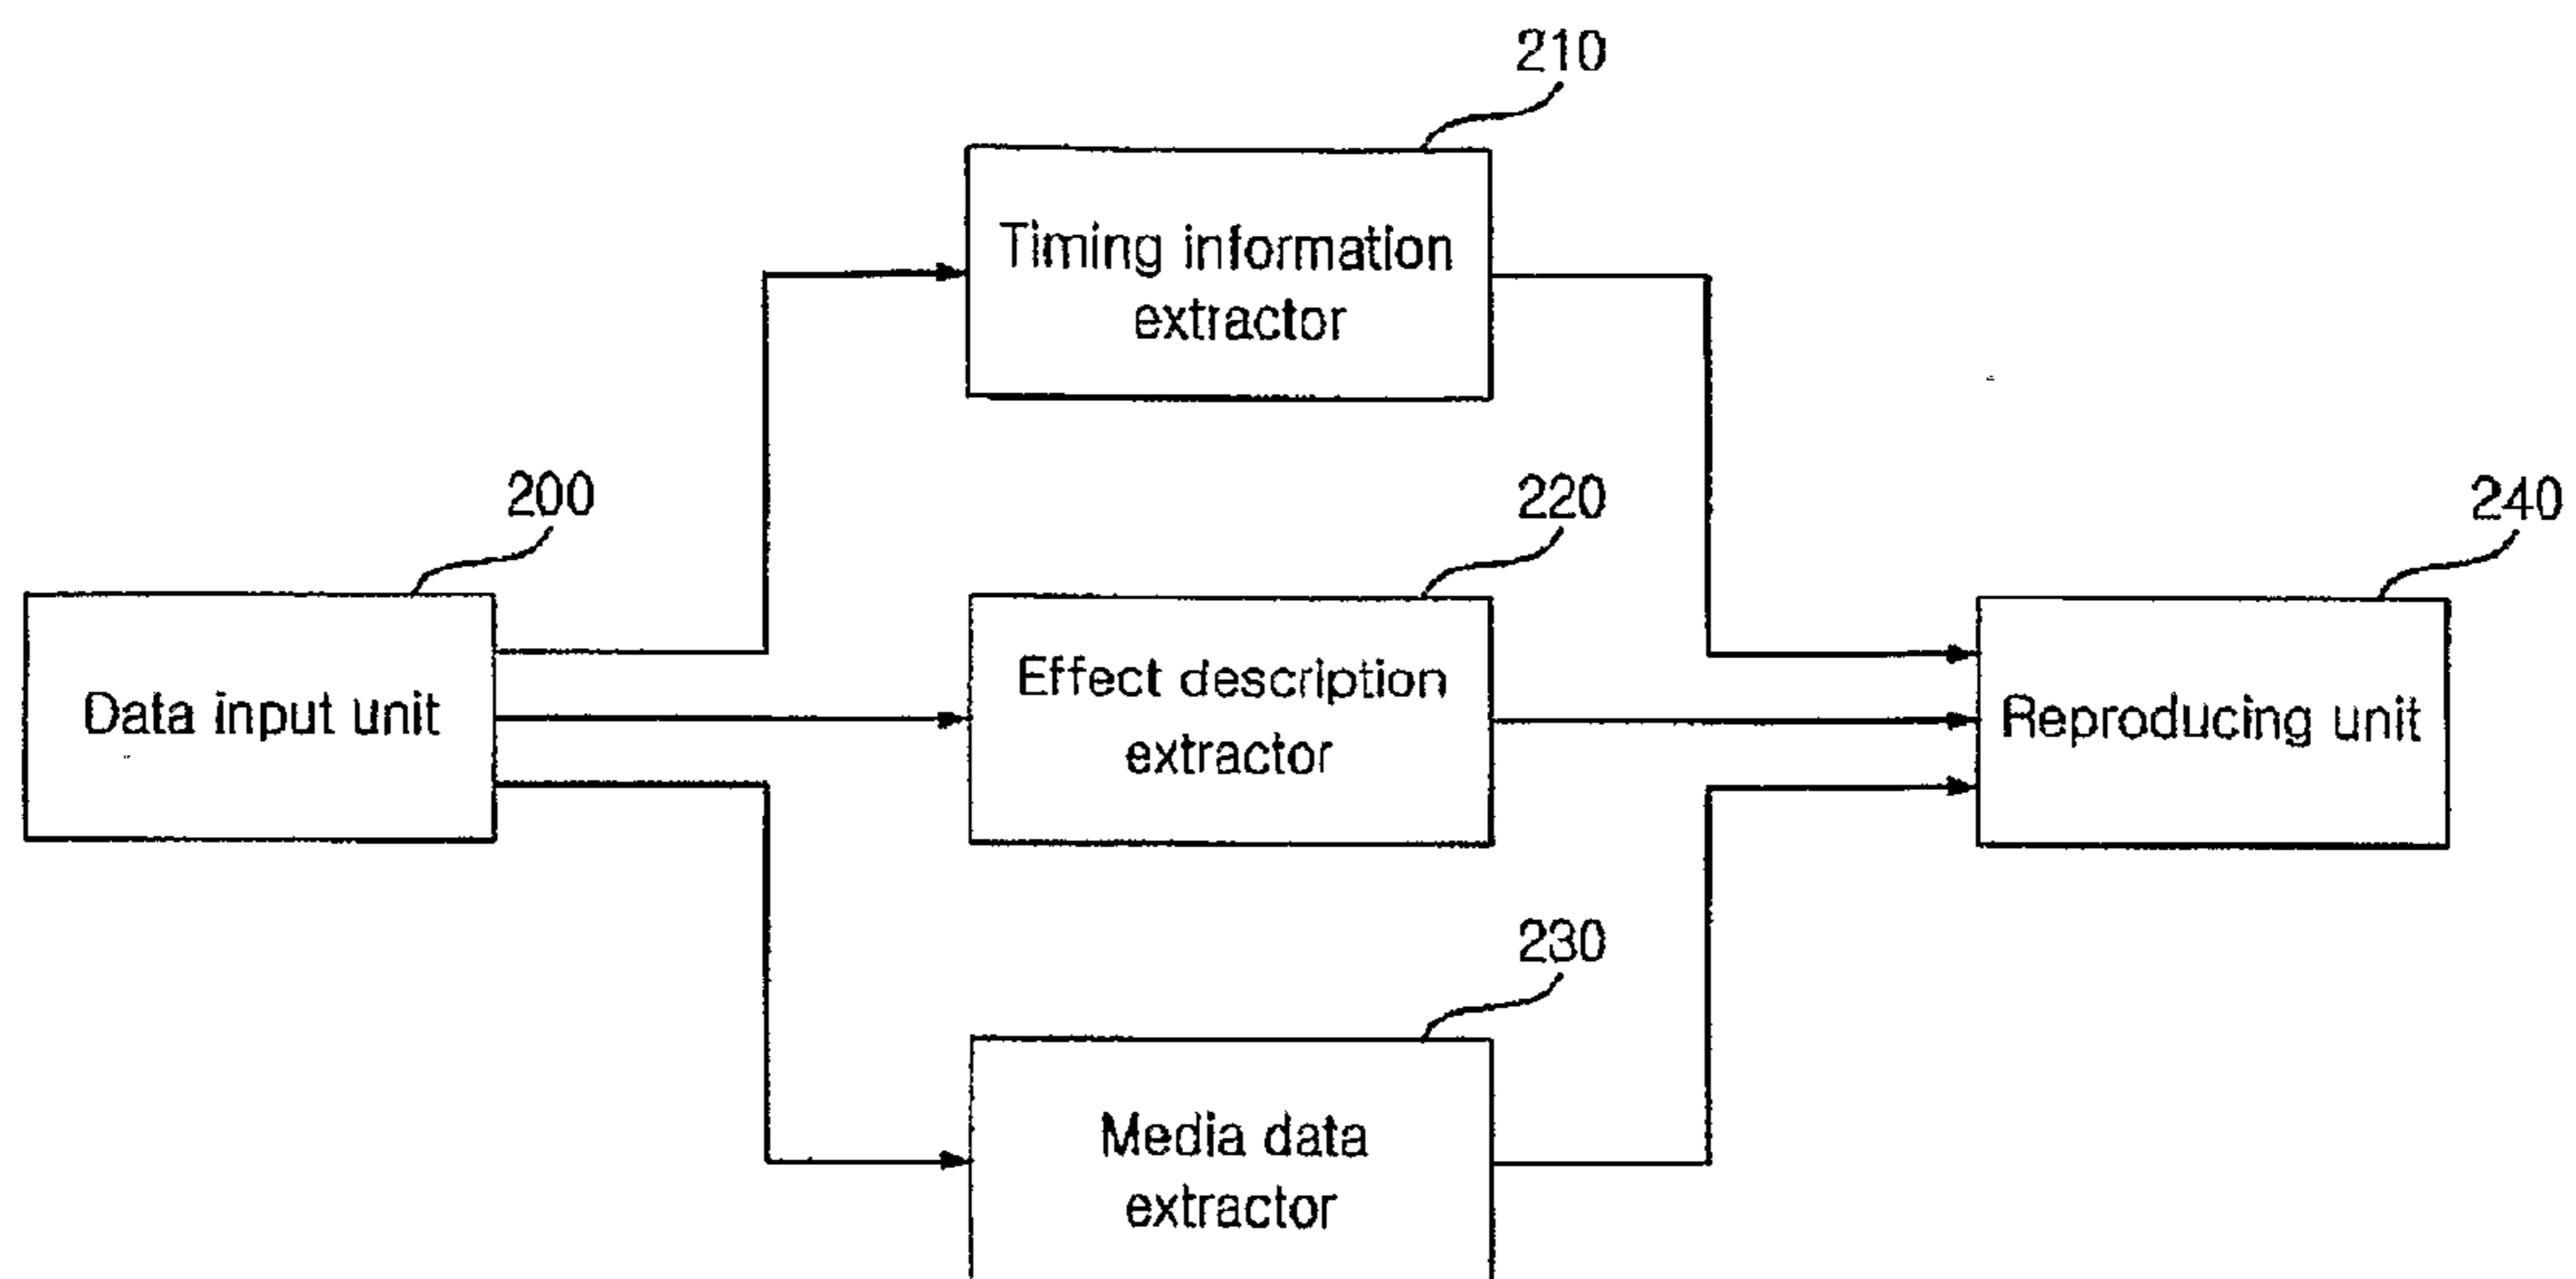 210
Timing information
extractor
200
Data input unit
220
Effect description
extractor
240
Reproducing unit
230
Media data
extractor